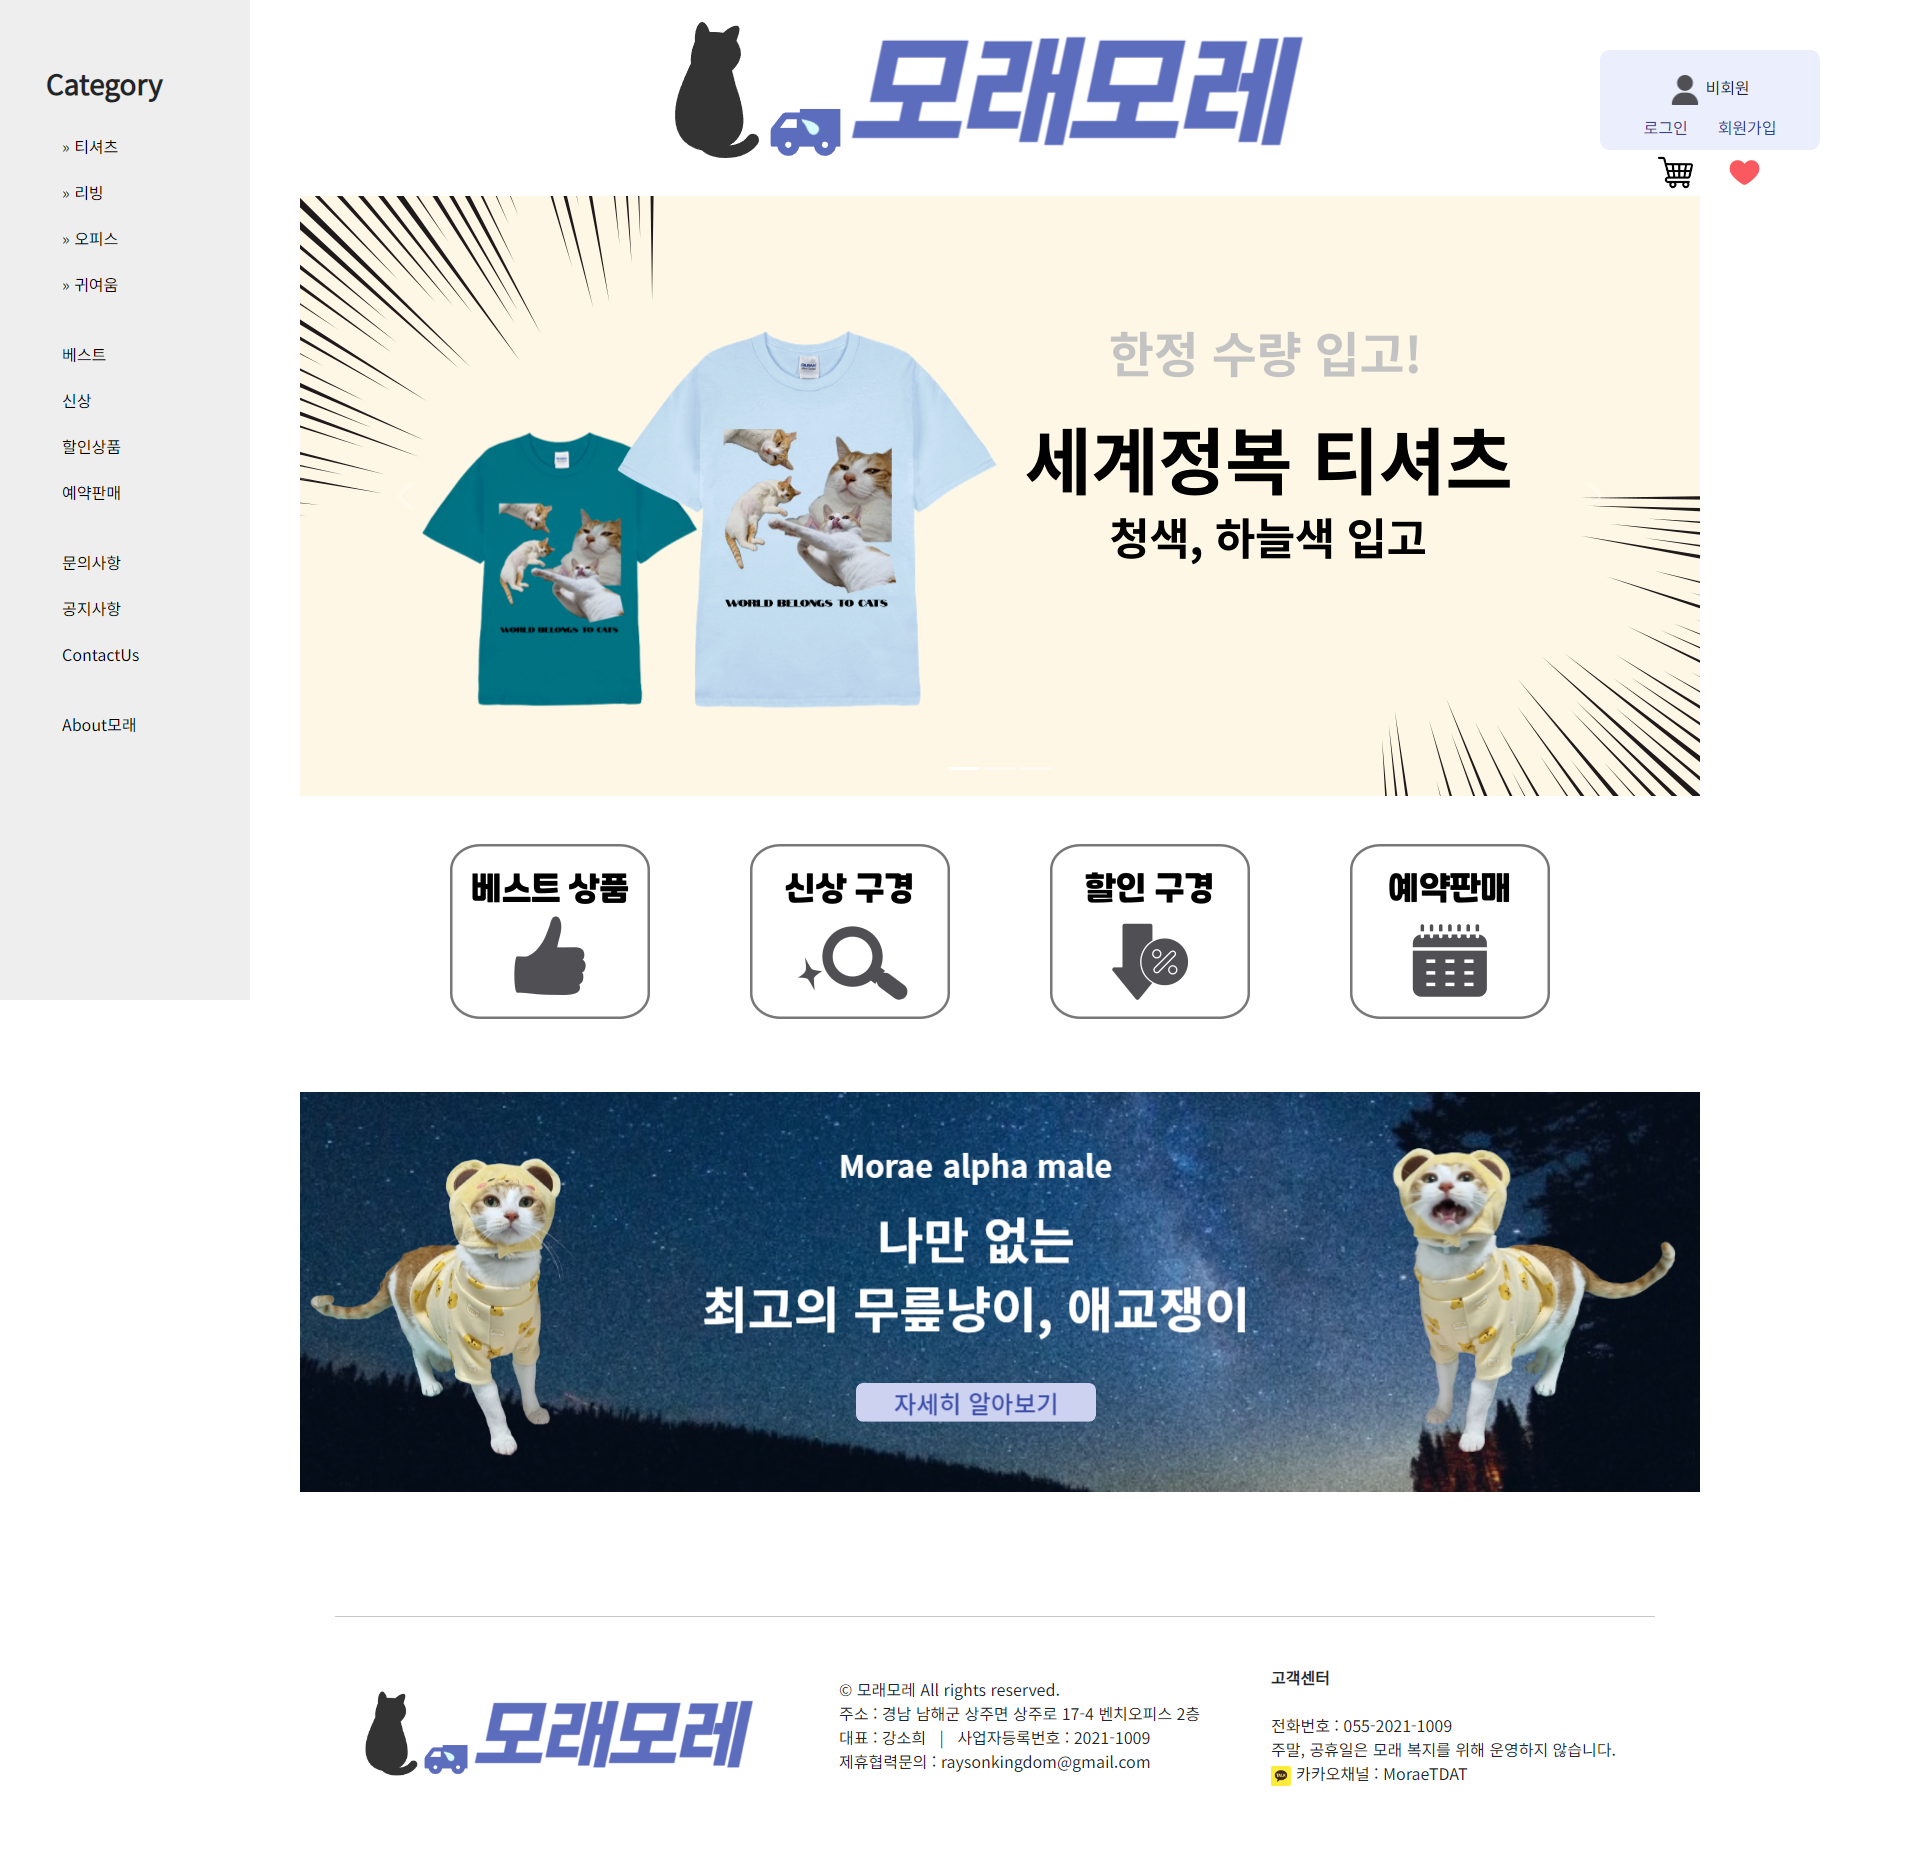 Category
» 티셔츠
» 리빙
» 오피스
» 귀여움
베스트
신상
할인상품
예약판매
문의사항
공지사항
ContactUs
About모래
모래모레
비회원
로그인 회원가입
한정 수량 입고!
세계정복 티셔츠
청색, 하늘색 입고
WORLD BELONGS TO CATS
WORLD BELONGS TO CATS
베스트 상품
신상 구경
할인 구경
예약판매
Morae alpha male
나만 없는
최고의 무릎냥이, 애교쟁이
자세히 알아보기
모래모레
© 모래모레 All rights reserved.
주소 : 경남 남해군 상주면 상주로 17-4 벤치오피스 2층
대표 : 강소희 | 사업자등록번호 : 2021-1009
제휴협력문의 : raysonkingdom@gmail.com
고객센터
전화번호 : 055-2021-1009
주말, 공휴일은 모래 복지를 위해 운영하지 않습니다.
카카오채널 : MoraeTDAT